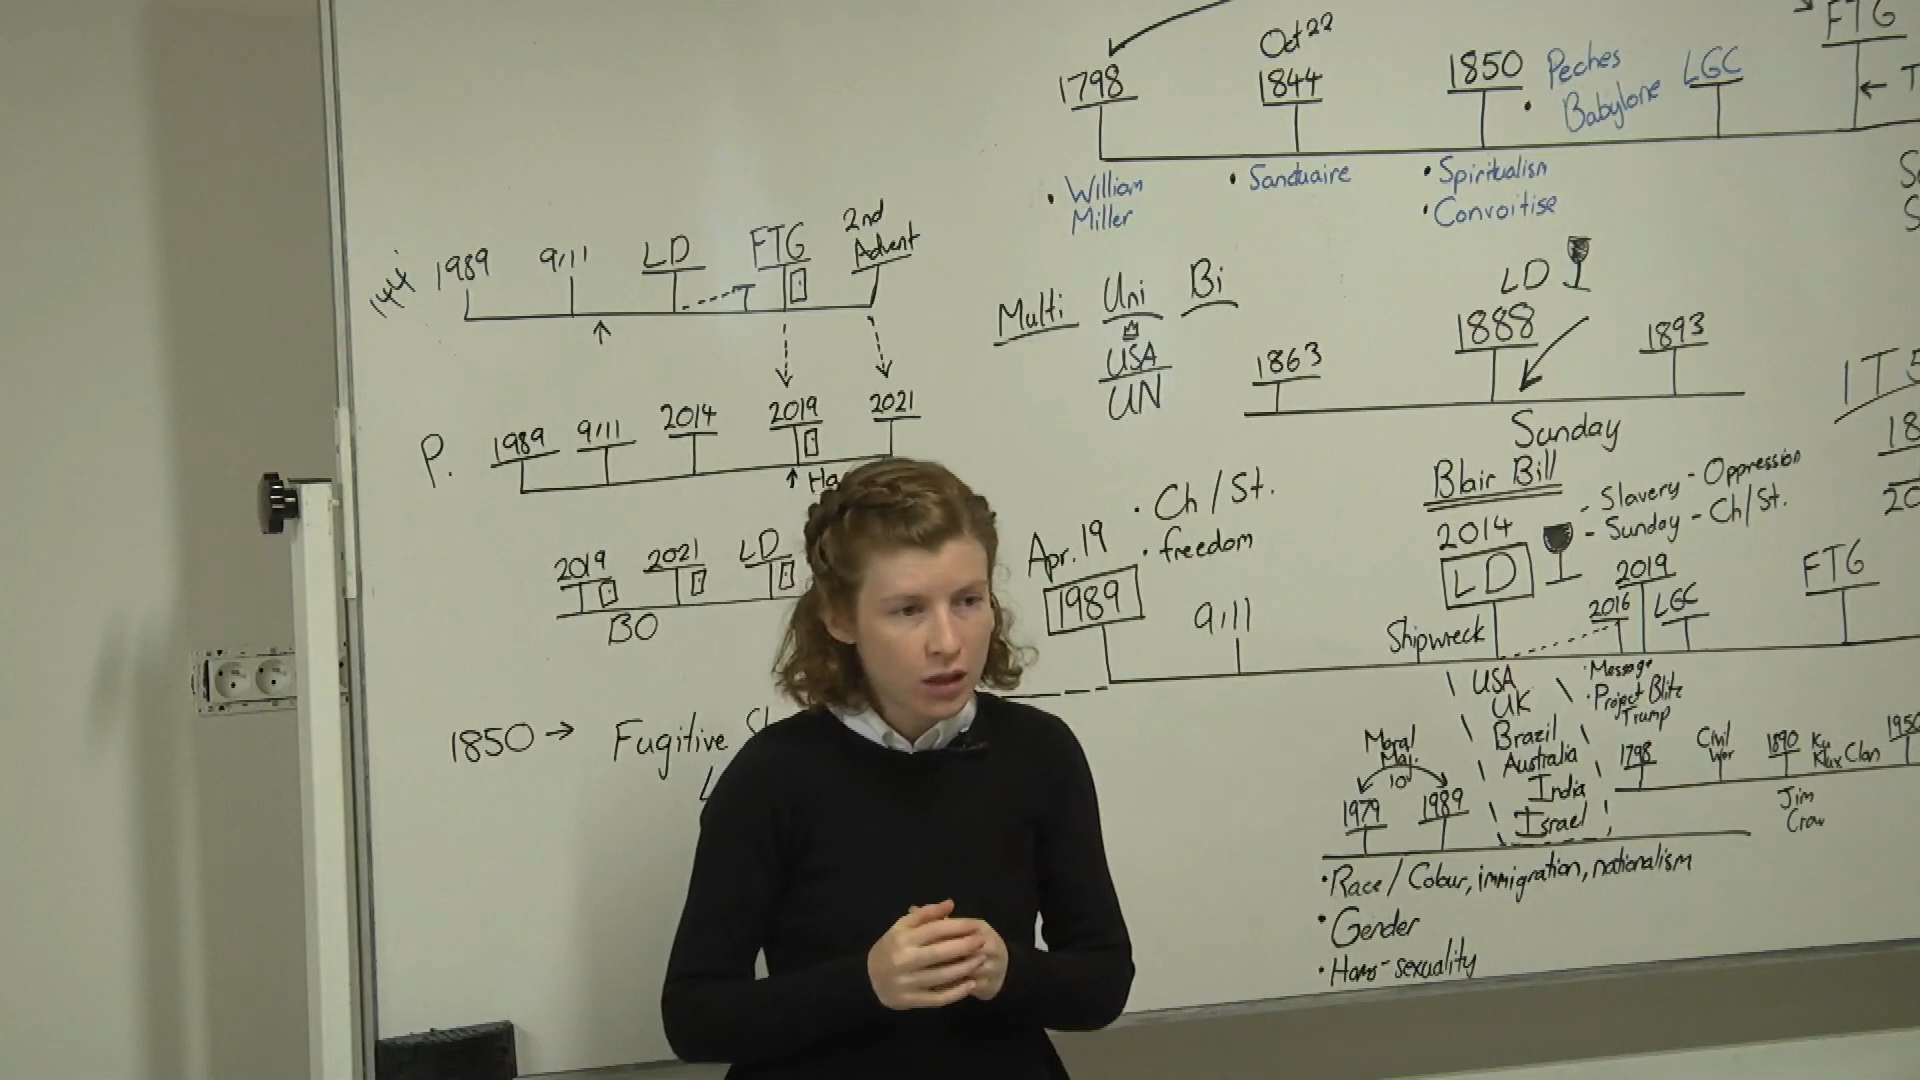 Oct 22
1798
1844
1850
Peches
Babylone
LGC
FTG
← T
• William
Miller
• Sanctuaire
• Spiritualism
• Convoitise
144
1989
9/11
LD
FTG
2nd
Advent
P.
1989
9/11
2014
2019
2021
2019
2021
LD
BO
1850 → Fugitive
Multi
Uni
Bi
USA
UN
LD
1863
1888
1893
Sunday
Blair Bill
• Ch / St.
• freedom
Apr. 19
1989
9/11
2014
LD
- Slavery - Oppression
- Sunday - Ch/St.
Shipwreck
2016
2019
LGC
FTG
USA
UK
Brazil
Australia
India
Israel
• Message
• Project Blitz
Trump
Moral
Maj.
10
1979
1989
1798
Civil
War
1890
Ku
Klux Clan
1950
Jim
Crow
• Race / Colour, immigration, nationalism
• Gender
• Homo-sexuality